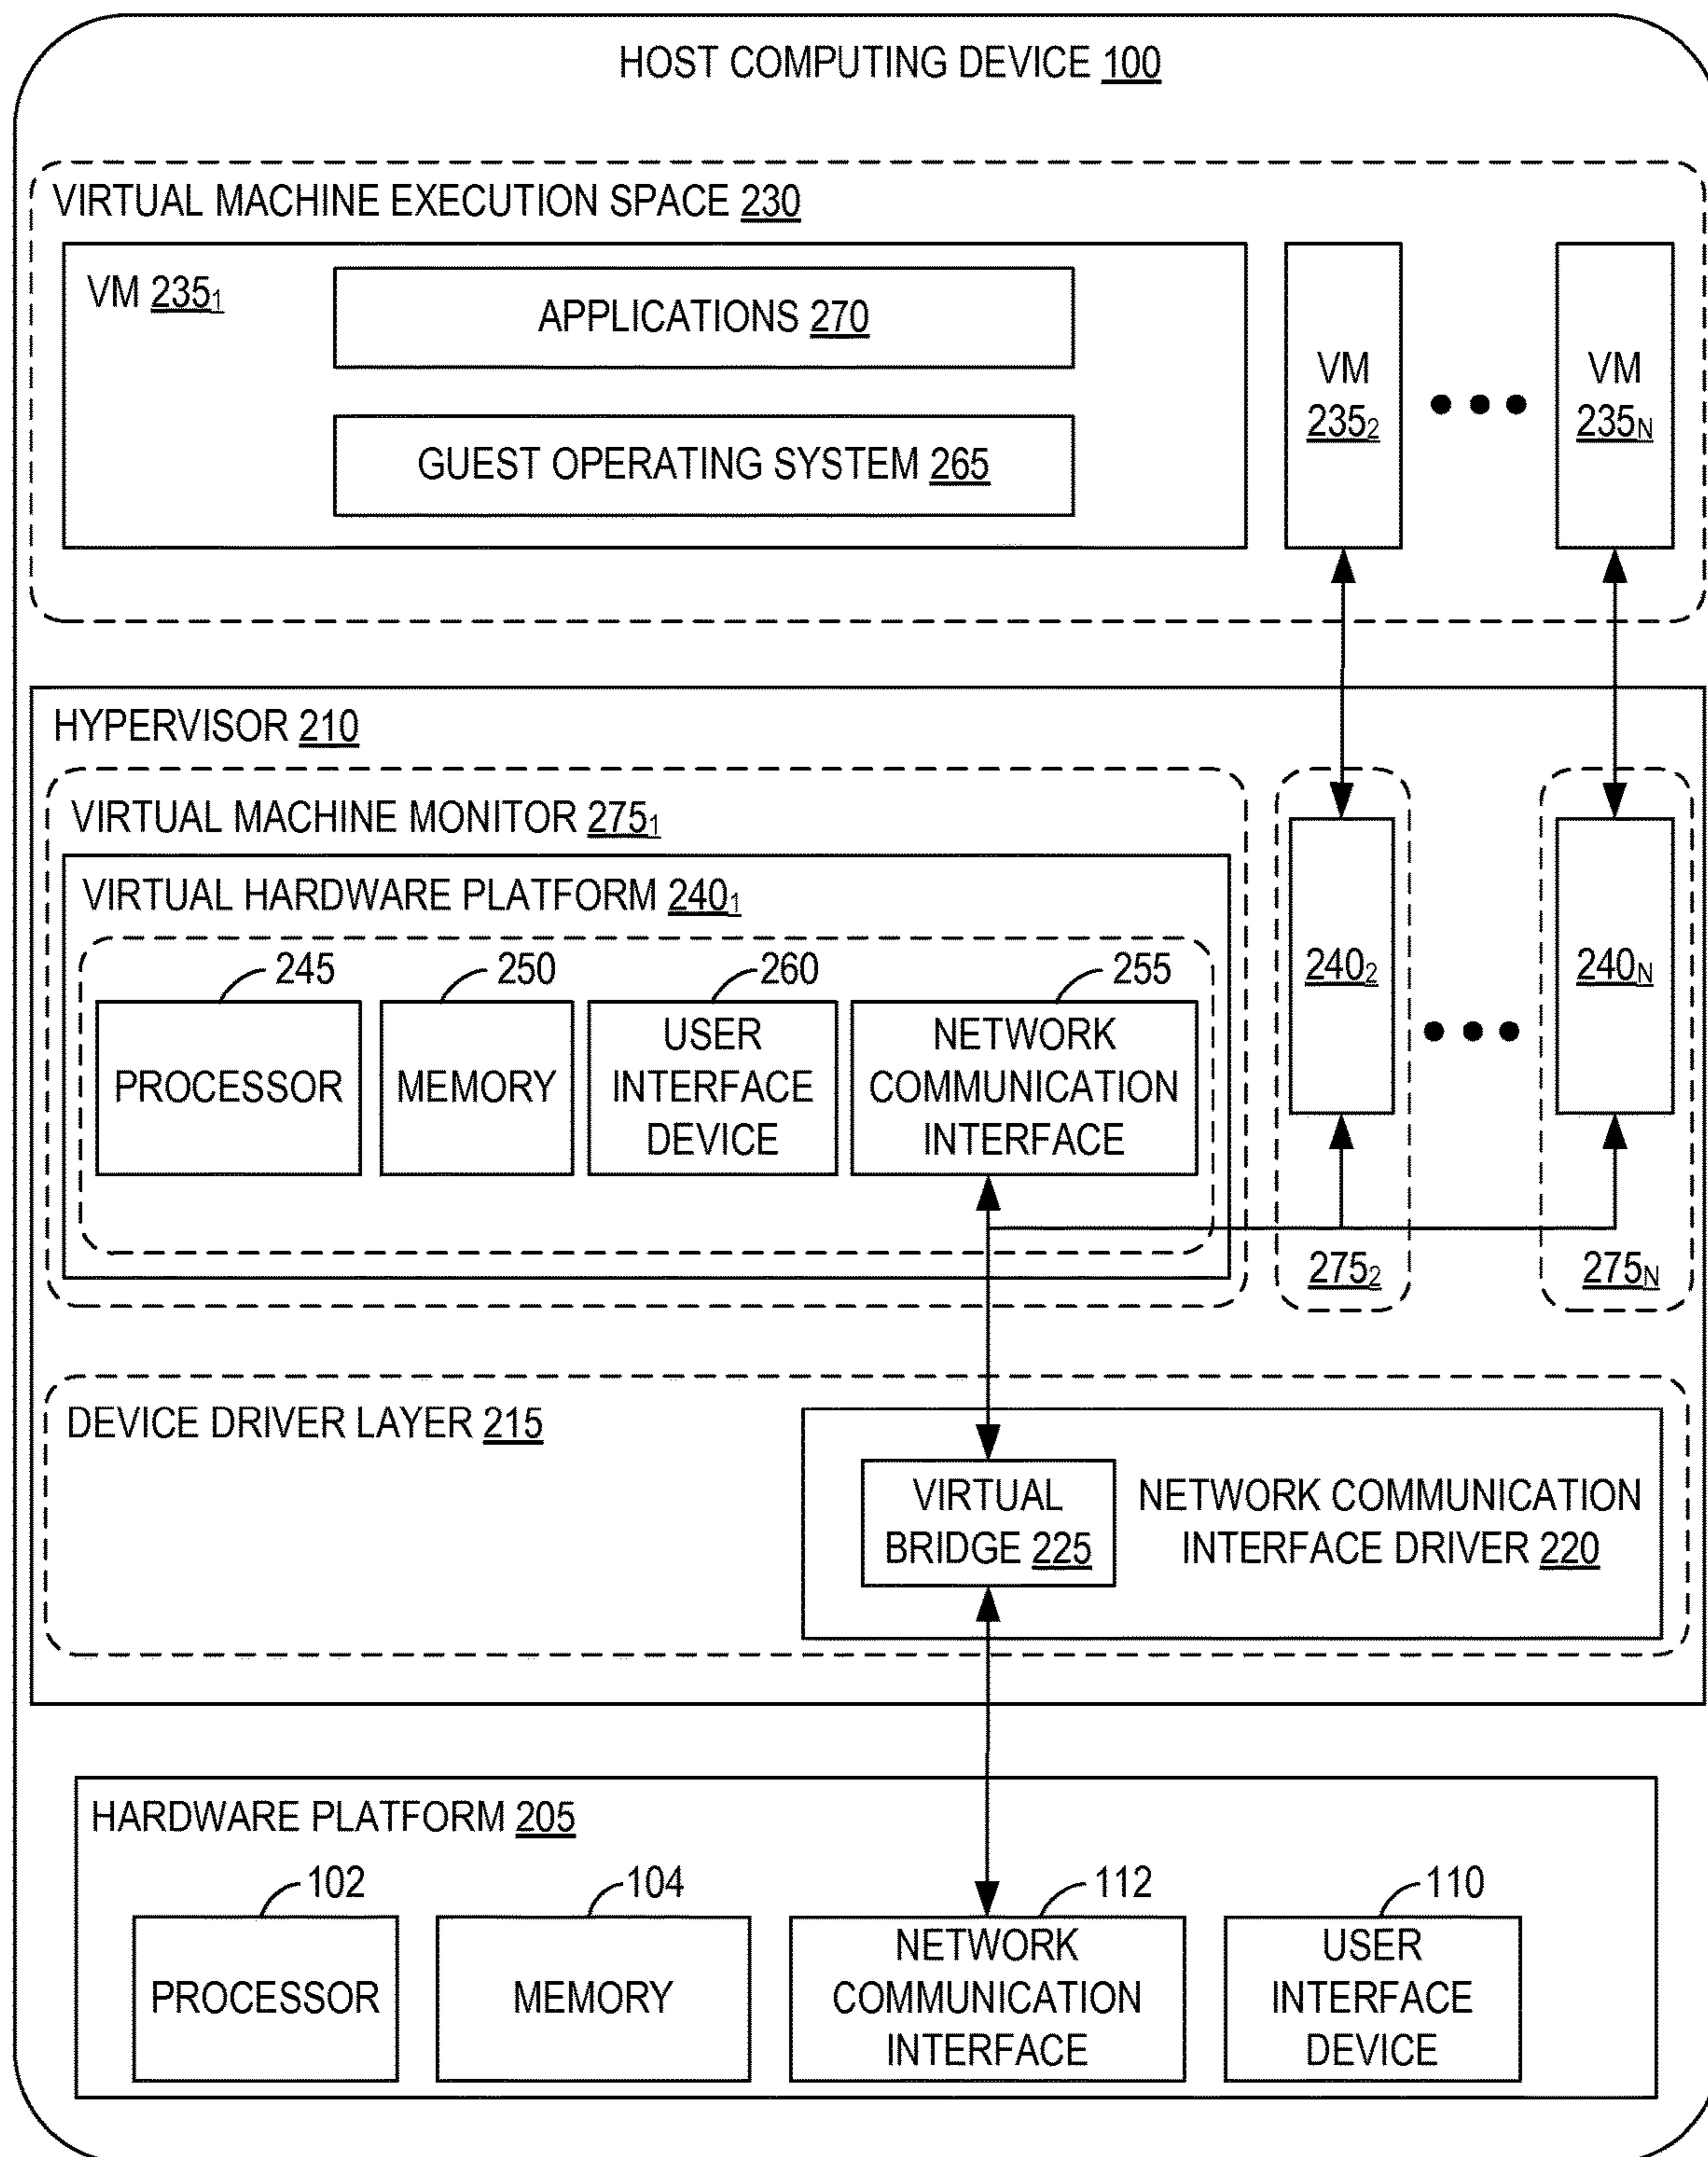 HOST COMPUTING DEVICE 100
VIRTUAL MACHINE EXECUTION SPACE 230
VM 235₁
APPLICATIONS 270
GUEST OPERATING SYSTEM 265
VM
235₂
VM
235N
HYPERVISOR 210
VIRTUAL MACHINE MONITOR 275₁
VIRTUAL HARDWARE PLATFORM 240₁
245
250
260
255
PROCESSOR
MEMORY
USER
INTERFACE
DEVICE
NETWORK
COMMUNICATION
INTERFACE
240₂
240N
275₂
275N
DEVICE DRIVER LAYER 215
VIRTUAL
BRIDGE 225
NETWORK COMMUNICATION
INTERFACE DRIVER 220
HARDWARE PLATFORM 205
102
104
112
110
PROCESSOR
MEMORY
NETWORK
COMMUNICATION
INTERFACE
USER
INTERFACE
DEVICE